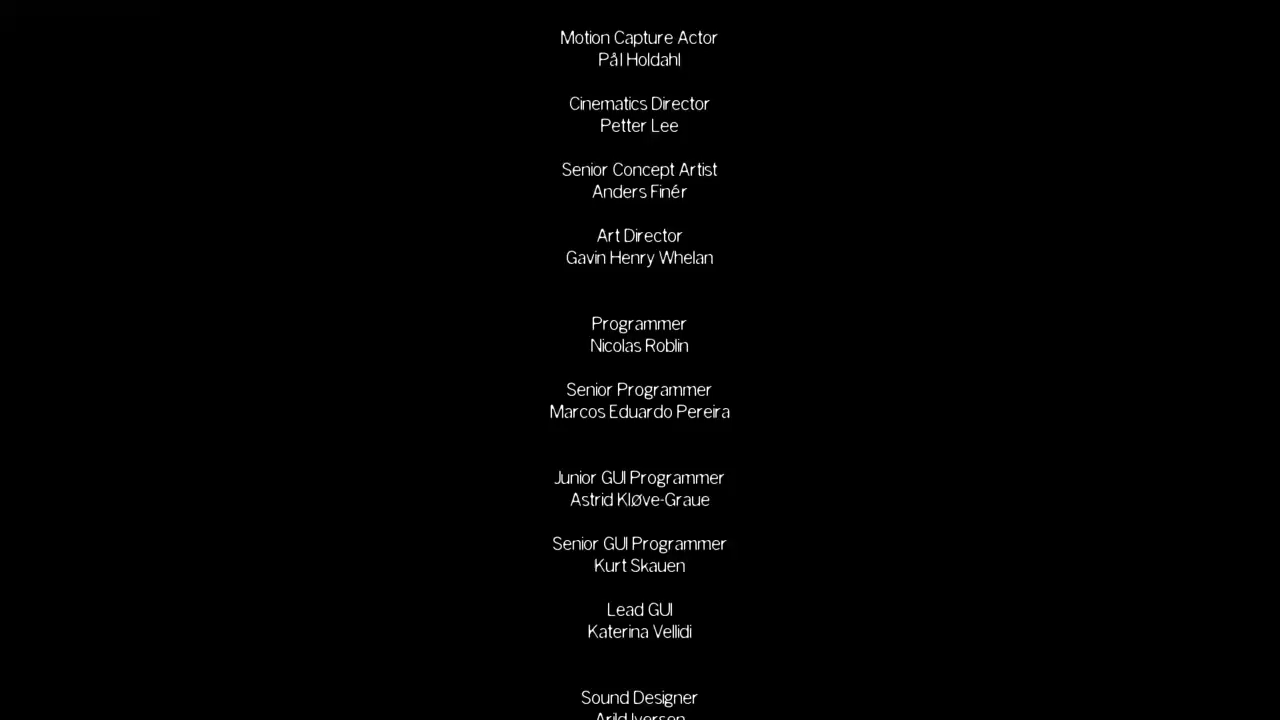 Motion Capture Actor
Pål Holdahl
Cinematics Director
Petter Lee
Senior Concept Artist
Anders Finér
Art Director
Gavin Henry Whelan
Programmer
Nicolas Roblin
Senior Programmer
Marcos Eduardo Pereira
Junior GUI Programmer
Astrid Kløve-Graue
Senior GUI Programmer
Kurt Skauen
Lead GUI
Katerina Vellidi
Sound Designer
Arild Iversen